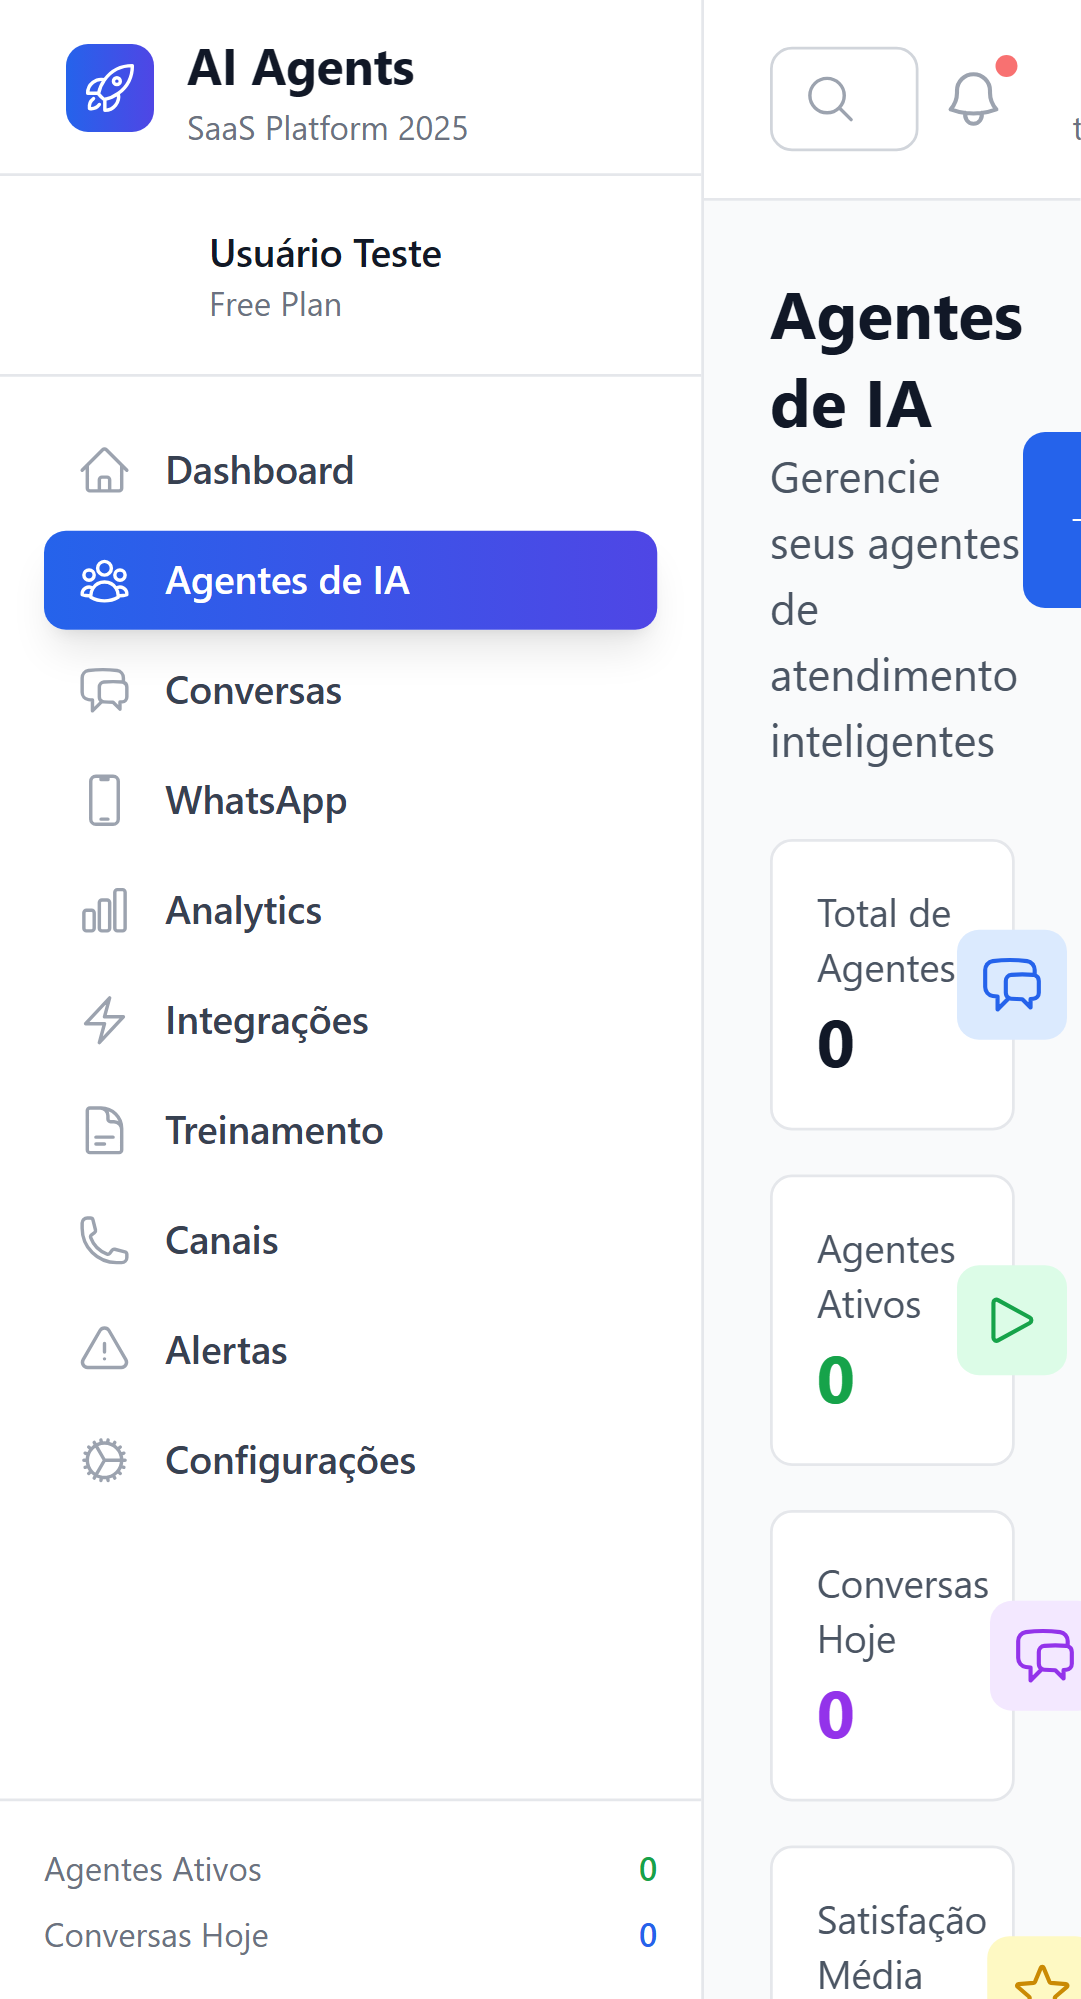 AI Agents
SaaS Platform 2025
Usuário Teste
Free Plan
Dashboard
Agentes de IA
Conversas
WhatsApp
Analytics
Integrações
Treinamento
Canais
Alertas
Configurações
Agentes Ativos 0
Conversas Hoje 0
Agentes
de IA
Gerencie
seus agentes
de
atendimento
inteligentes
Total de
Agentes
0
Agentes
Ativos
0
Conversas
Hoje
0
Satisfação
Média